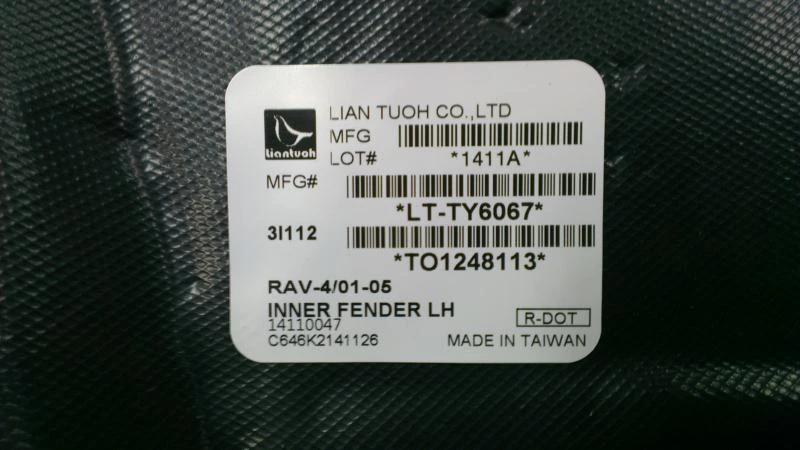 LIAN TUOH CO.,LTD
Liantuoh
MFG
LOT#
*1411A*
MFG#
*LT-TY6067*
3I112
*TO1248113*
RAV-4/01-05
INNER FENDER LH
14110047
R-DOT
C646K2141126
MADE IN TAIWAN